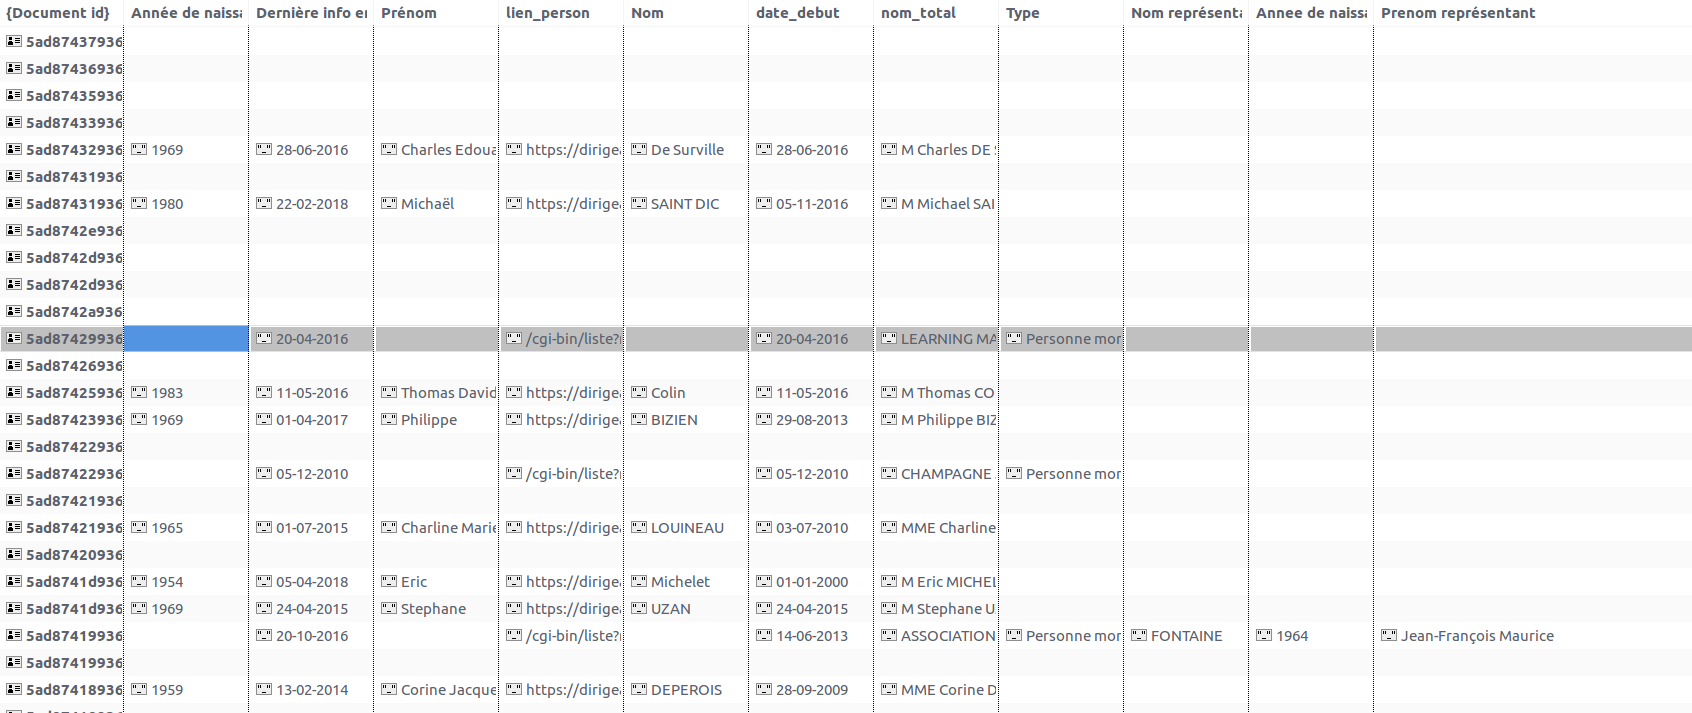 {Document id} Année de naiss Dernière info e Prénom lien_person Nom date_debut nom_total Type Nom représent Annee de naiss Prenom représentant
5ad87437936
5ad87436936
5ad87435936
5ad87433936
5ad87432936 1969 28-06-2016 Charles Edoua https://dirige De Surville 28-06-2016 M Charles DE
5ad87431936
5ad87431936 1980 22-02-2018 Michaël https://dirige SAINT DIC 05-11-2016 M Michael SAI
5ad8742e936
5ad8742d936
5ad8742d936
5ad8742a936
5ad87429936 20-04-2016 /cgi-bin/liste? 20-04-2016 LEARNING MA Personne mor
5ad87426936
5ad87425936 1983 11-05-2016 Thomas David https://dirige Colin 11-05-2016 M Thomas CO
5ad87423936 1969 01-04-2017 Philippe https://dirige BIZIEN 29-08-2013 M Philippe BIZ
5ad87422936
5ad87422936 05-12-2010 /cgi-bin/liste? 05-12-2010 CHAMPAGNE Personne mor
5ad87421936
5ad87421936 1965 01-07-2015 Charline Marie https://dirige LOUINEAU 03-07-2010 MME Charline
5ad87420936
5ad8741d936 1954 05-04-2018 Eric https://dirige Michelet 01-01-2000 M Eric MICHEL
5ad8741d936 1969 24-04-2015 Stephane https://dirige UZAN 24-04-2015 M Stephane U
5ad87419936 20-10-2016 /cgi-bin/liste? 14-06-2013 ASSOCIATION Personne mor FONTAINE 1964 Jean-François Maurice
5ad87419936
5ad87418936 1959 13-02-2014 Corine Jacque https://dirige DEPEROIS 28-09-2009 MME Corine D